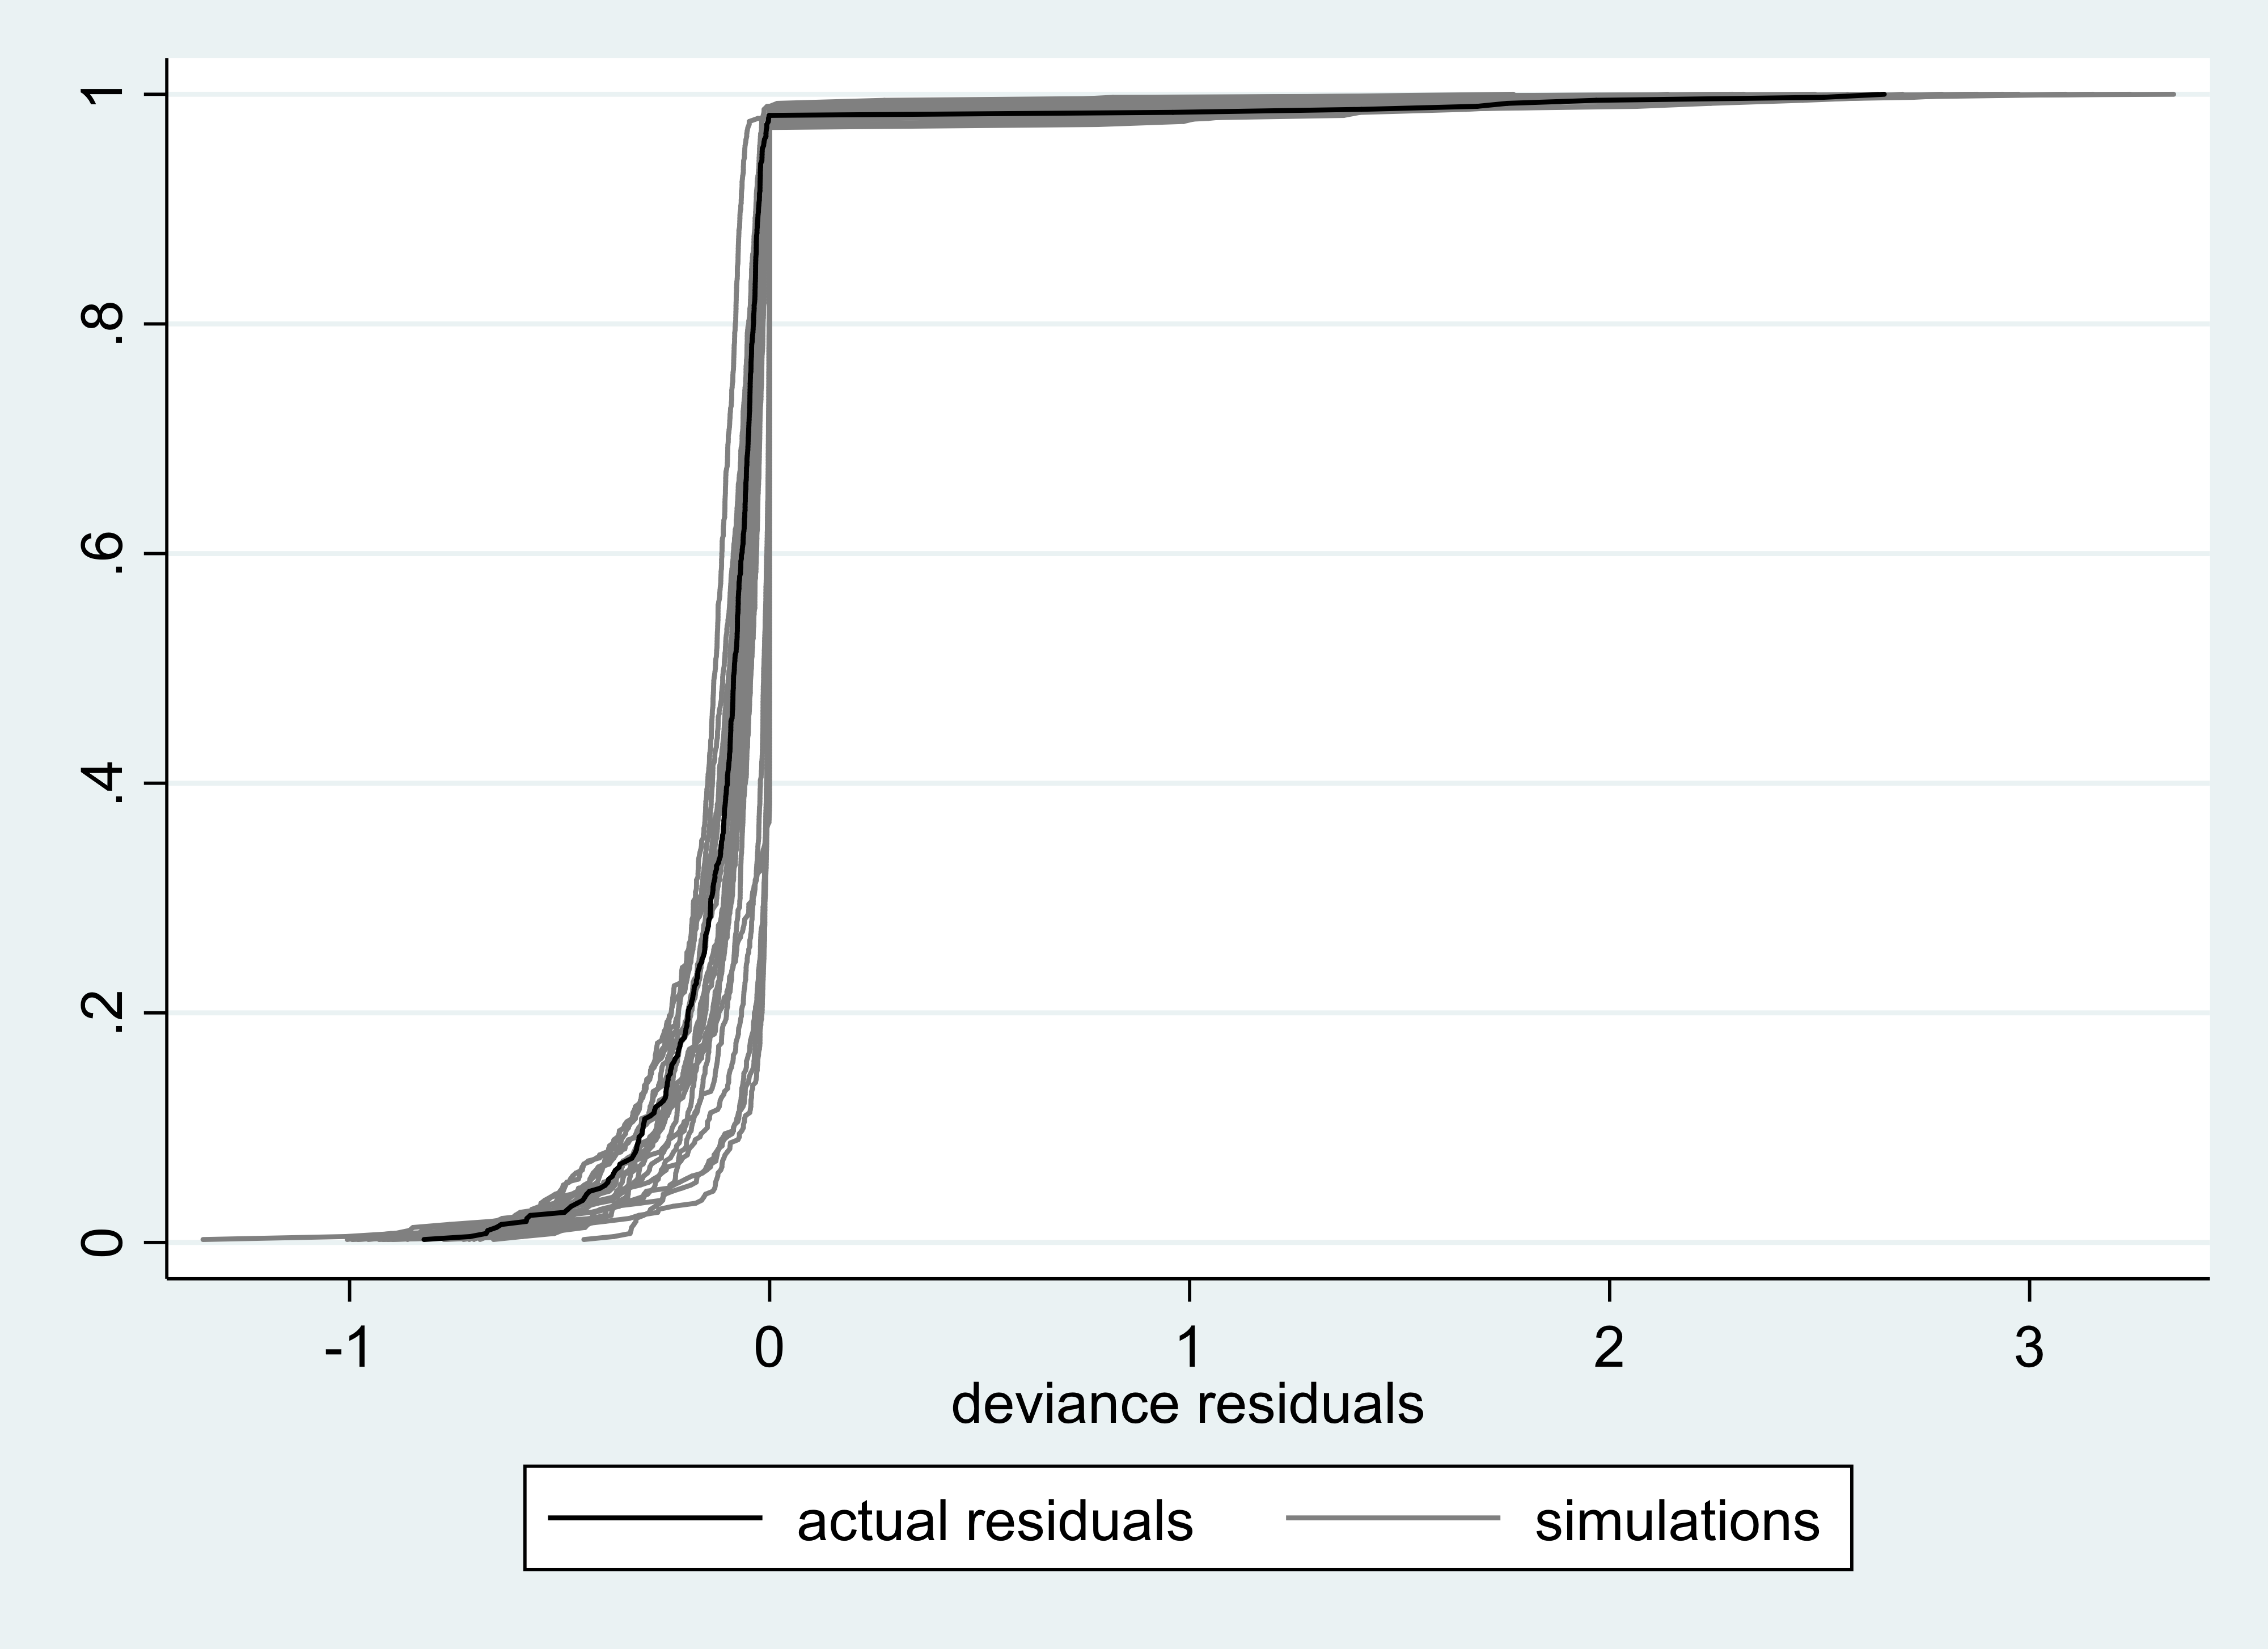 1
.8
.6
.4
.2
0
-1 0 1 2 3
deviance residuals
actual residuals simulations